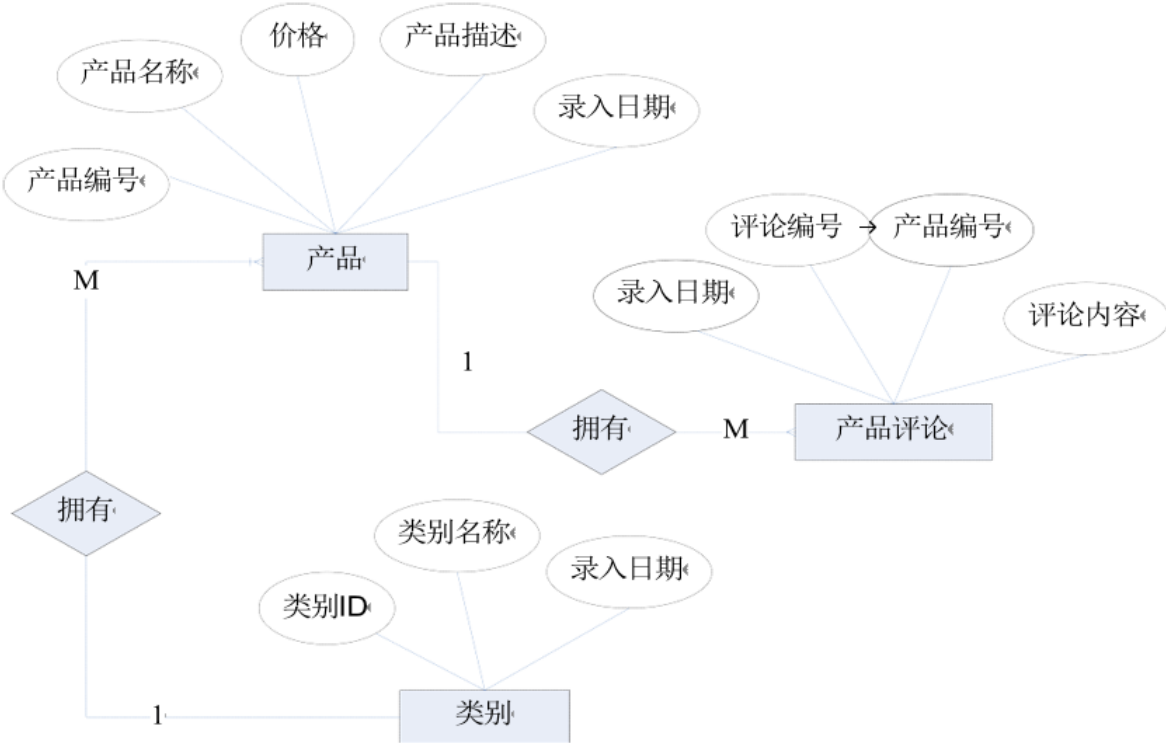 价格
产品描述
产品名称
录入日期
产品编号
评论编号 → 产品编号
产品
M
录入日期
评论内容
1
拥有
M
产品评论
拥有
类别名称
录入日期
类别ID
1
类别